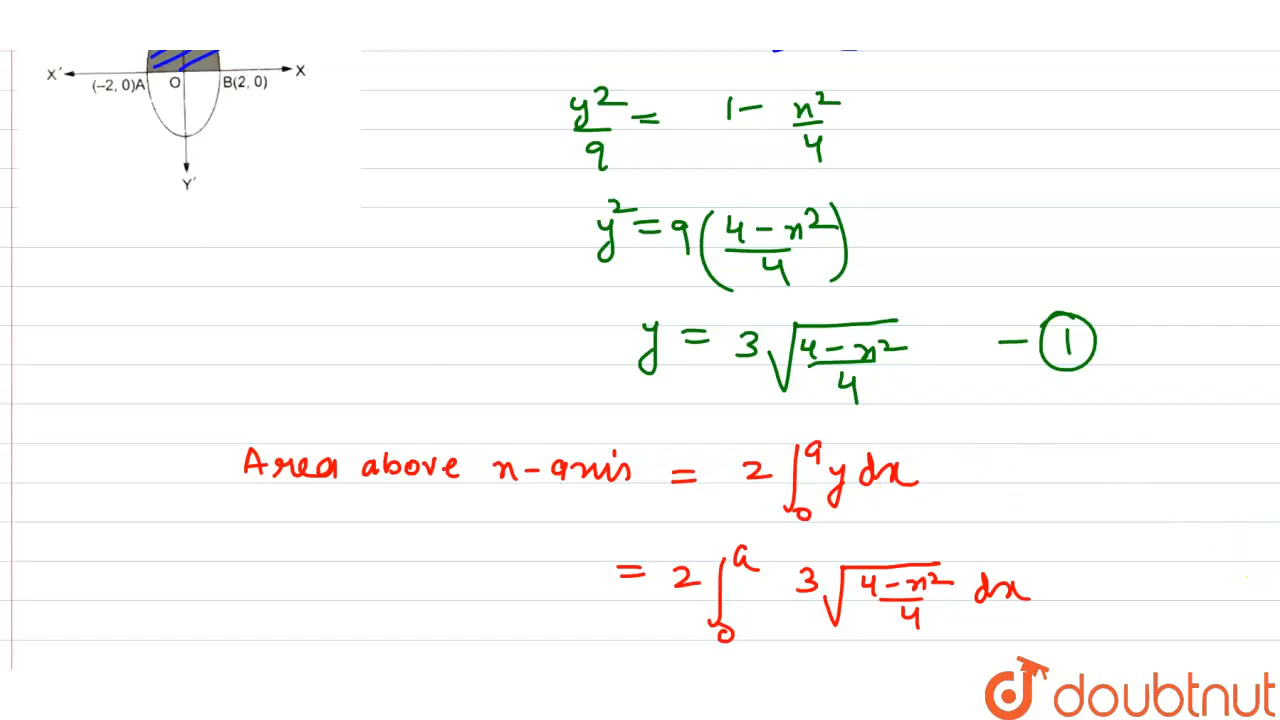 X′ X
(–2, 0)A O B(2, 0)
Y′
y²/9 = 1 - x²/4
y² = 9((4 - x²)/4)
y = 3√((4 - x²)/4) - ①
Area above x-axis = 2 ∫₀ᵃ y dx
= 2 ∫₀ᵃ 3√((4 - x²)/4) dx
doubtnut